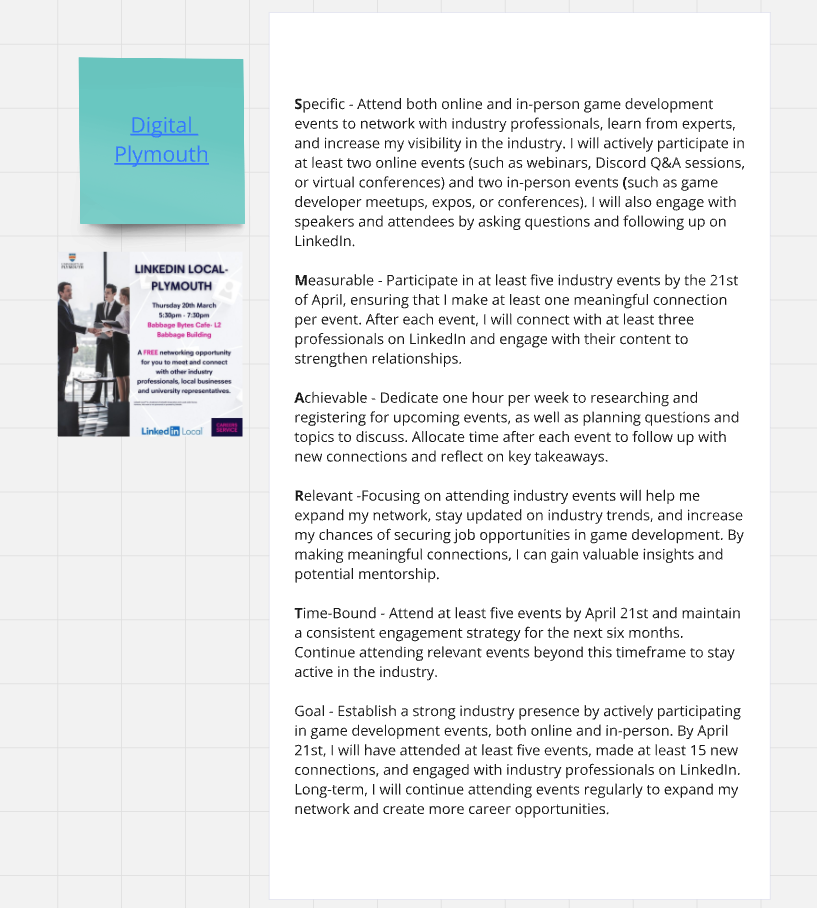 Digital
Plymouth
PLYMOUTH
LINKEDIN LOCAL-
PLYMOUTH
Thursday 20th March
5:30pm - 7:30pm
Babbage Bytes Cafe- L2
Babbage Building
A FREE networking opportunity
for you to meet and connect
with other industry
professionals, local businesses
and university representatives.
Linked in Local
CAREERS
SERVICE
Specific - Attend both online and in-person game development
events to network with industry professionals, learn from experts,
and increase my visibility in the industry. I will actively participate in
at least two online events (such as webinars, Discord Q&A sessions,
or virtual conferences) and two in-person events (such as game
developer meetups, expos, or conferences). I will also engage with
speakers and attendees by asking questions and following up on
LinkedIn.
Measurable - Participate in at least five industry events by the 21st
of April, ensuring that I make at least one meaningful connection
per event. After each event, I will connect with at least three
professionals on LinkedIn and engage with their content to
strengthen relationships.
Achievable - Dedicate one hour per week to researching and
registering for upcoming events, as well as planning questions and
topics to discuss. Allocate time after each event to follow up with
new connections and reflect on key takeaways.
Relevant -Focusing on attending industry events will help me
expand my network, stay updated on industry trends, and increase
my chances of securing job opportunities in game development. By
making meaningful connections, I can gain valuable insights and
potential mentorship.
Time-Bound - Attend at least five events by April 21st and maintain
a consistent engagement strategy for the next six months.
Continue attending relevant events beyond this timeframe to stay
active in the industry.
Goal - Establish a strong industry presence by actively participating
in game development events, both online and in-person. By April
21st, I will have attended at least five events, made at least 15 new
connections, and engaged with industry professionals on LinkedIn.
Long-term, I will continue attending events regularly to expand my
network and create more career opportunities.